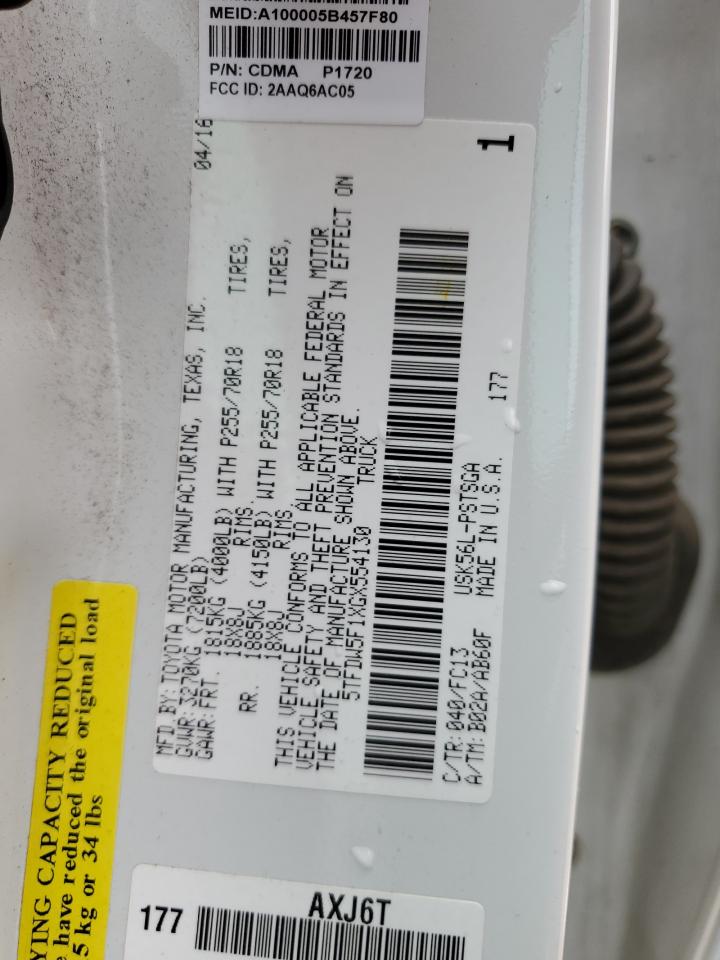 MEID:A100005B457F80
P/N: CDMA P1720
FCC ID: 2AAQ6AC05
MFD BY: TOYOTA MOTOR MANUFACTURING, TEXAS, INC. 04/16
GVWR: 3270KG (7200LB)
GAWR: FRT. 1815KG (4000LB) WITH P255/70R18 TIRES,
18X8J RIMS.
RR. 1885KG (4150LB) WITH P255/70R18 TIRES,
18X8J RIMS.
THIS VEHICLE CONFORMS TO ALL APPLICABLE FEDERAL MOTOR
VEHICLE SAFETY AND THEFT PREVENTION STANDARDS IN EFFECT ON
THE DATE OF MANUFACTURE SHOWN ABOVE.
5TFDW5F1XGX554130 TRUCK
C/TR: 040/FC13 USK56L-PSTSGA 177
A/TM: B02A/AB60F MADE IN U.S.A.
1
YING CAPACITY REDUCED
have reduced the original load
5 kg or 34 lbs
AXJ6T
177